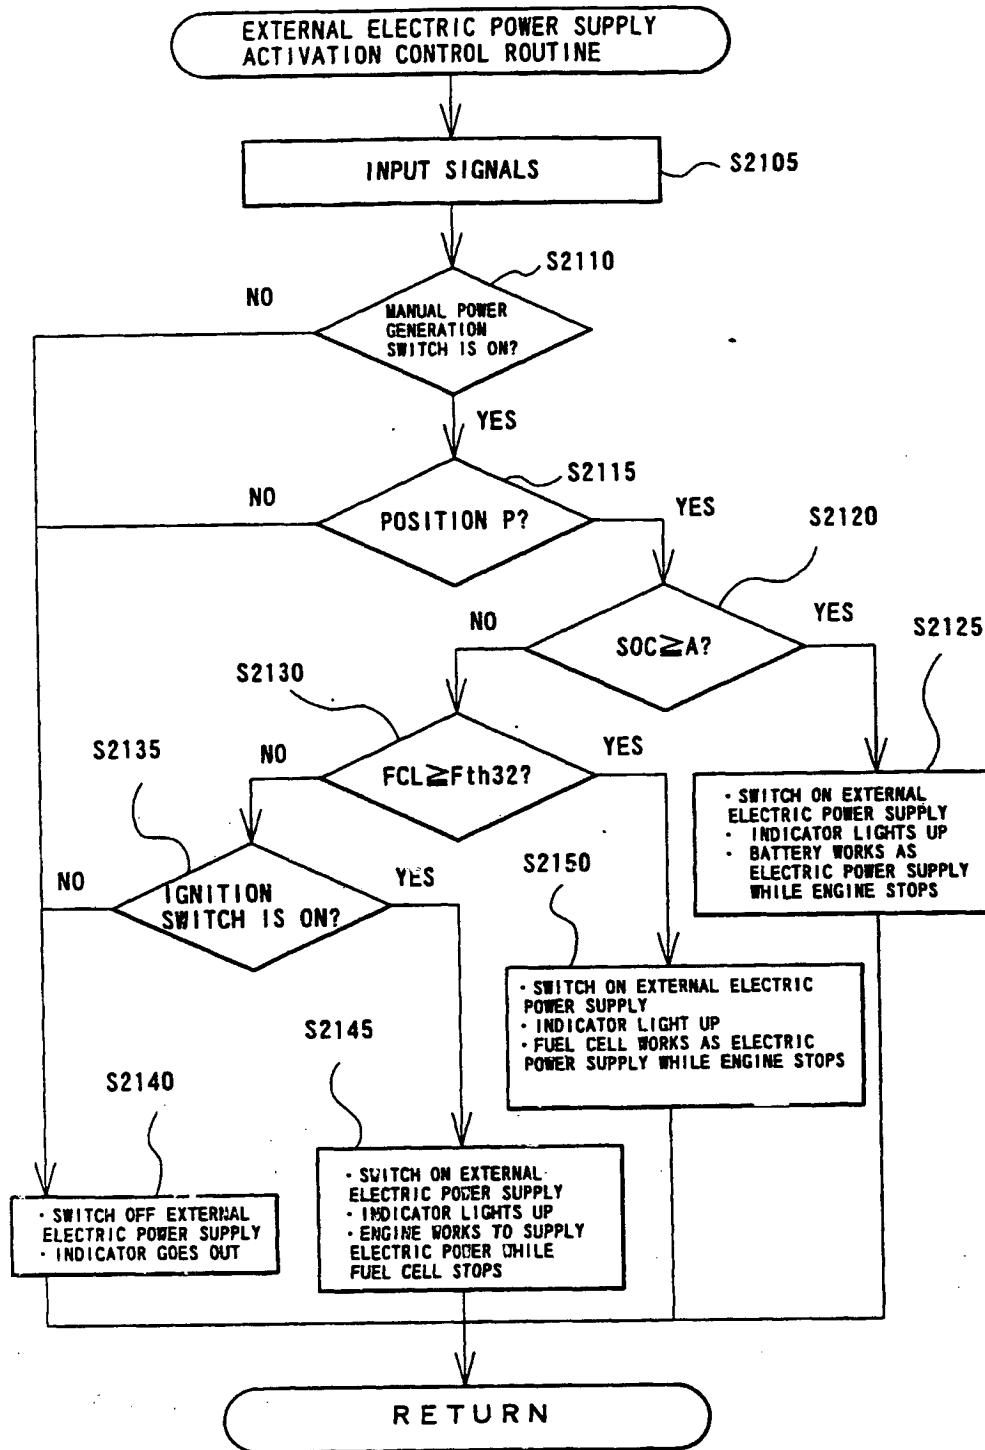 EXTERNAL ELECTRIC POWER SUPPLY
ACTIVATION CONTROL ROUTINE
INPUT SIGNALS
S2105
S2110
NO
MANUAL POWER
GENERATION
SWITCH IS ON?
YES
S2115
NO
POSITION P?
YES
S2120
NO
SOC≧A?
YES
S2125
S2130
S2135
NO
FCL≧Fth32?
YES
・SWITCH ON EXTERNAL
ELECTRIC POWER SUPPLY
・INDICATOR LIGHTS UP
・BATTERY WORKS AS
ELECTRIC POWER SUPPLY
WHILE ENGINE STOPS
NO
IGNITION
SWITCH IS ON?
YES
S2150
・SWITCH ON EXTERNAL ELECTRIC
POWER SUPPLY
・INDICATOR LIGHT UP
・FUEL CELL WORKS AS ELECTRIC
POWER SUPPLY WHILE ENGINE STOPS
S2145
S2140
・SWITCH ON EXTERNAL
ELECTRIC POWER SUPPLY
・INDICATOR LIGHTS UP
・ENGINE WORKS TO SUPPLY
ELECTRIC POWER WHILE
FUEL CELL STOPS
・SWITCH OFF EXTERNAL
ELECTRIC POWER SUPPLY
・INDICATOR GOES OUT
RETURN